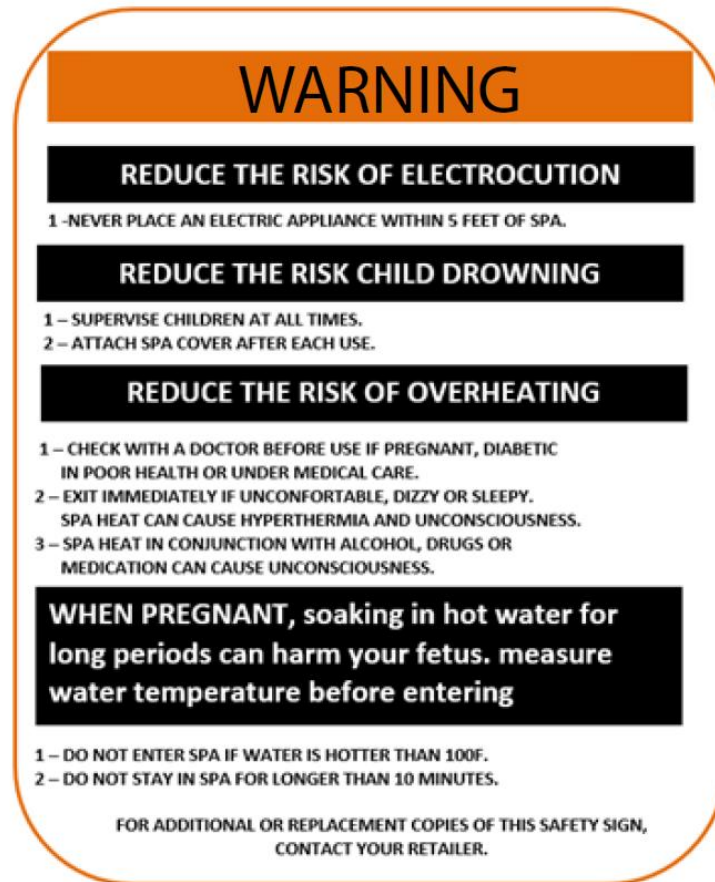 WARNING
REDUCE THE RISK OF ELECTROCUTION
1 -NEVER PLACE AN ELECTRIC APPLIANCE WITHIN 5 FEET OF SPA.
REDUCE THE RISK CHILD DROWNING
1 – SUPERVISE CHILDREN AT ALL TIMES.
2 – ATTACH SPA COVER AFTER EACH USE.
REDUCE THE RISK OF OVERHEATING
1 – CHECK WITH A DOCTOR BEFORE USE IF PREGNANT, DIABETIC
IN POOR HEALTH OR UNDER MEDICAL CARE.
2 – EXIT IMMEDIATELY IF UNCONFORTABLE, DIZZY OR SLEEPY.
SPA HEAT CAN CAUSE HYPERTHERMIA AND UNCONSCIOUSNESS.
3 – SPA HEAT IN CONJUNCTION WITH ALCOHOL, DRUGS OR
MEDICATION CAN CAUSE UNCONSCIOUSNESS.
WHEN PREGNANT, soaking in hot water for
long periods can harm your fetus. measure
water temperature before entering
1 – DO NOT ENTER SPA IF WATER IS HOTTER THAN 100F.
2 – DO NOT STAY IN SPA FOR LONGER THAN 10 MINUTES.
FOR ADDITIONAL OR REPLACEMENT COPIES OF THIS SAFETY SIGN,
CONTACT YOUR RETAILER.